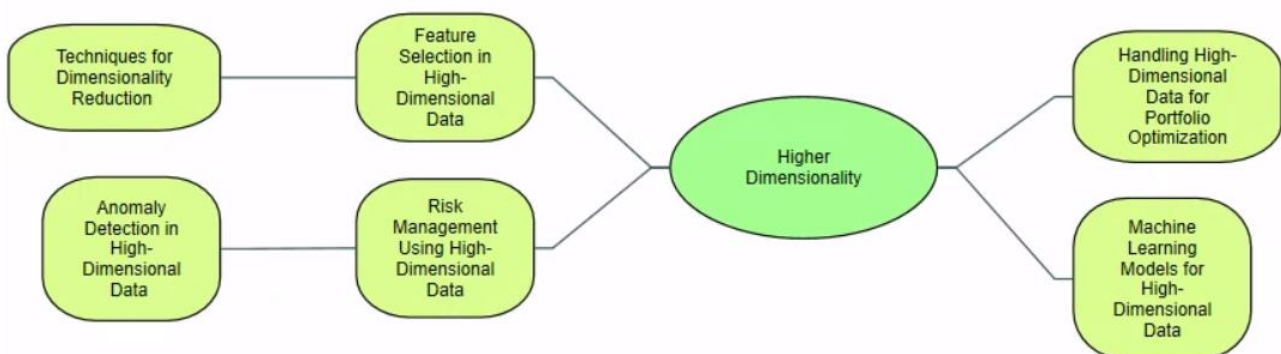 Techniques for
Dimensionality
Reduction
Feature
Selection in
High-
Dimensional
Data
Anomaly
Detection in
High-
Dimensional
Data
Risk
Management
Using High-
Dimensional
Data
Higher
Dimensionality
Handling High-
Dimensional
Data for
Portfolio
Optimization
Machine
Learning
Models for
High-
Dimensional
Data